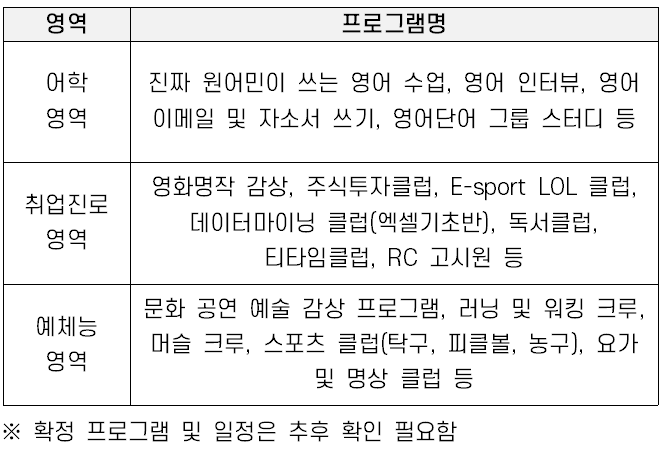 영역
프로그램명
어학
영역
진짜 원어민이 쓰는 영어 수업, 영어 인터뷰, 영어
이메일 및 자소서 쓰기, 영어단어 그룹 스터디 등
취업진로
영역
영화명작 감상, 주식투자클럽, E-sport LOL 클럽,
데이터마이닝 클럽(엑셀기초반), 독서클럽,
티타임클럽, RC 고시원 등
예체능
영역
문화 공연 예술 감상 프로그램, 러닝 및 워킹 크루,
머슬 크루, 스포츠 클럽(탁구, 피클볼, 농구), 요가
및 명상 클럽 등
※ 확정 프로그램 및 일정은 추후 확인 필요함